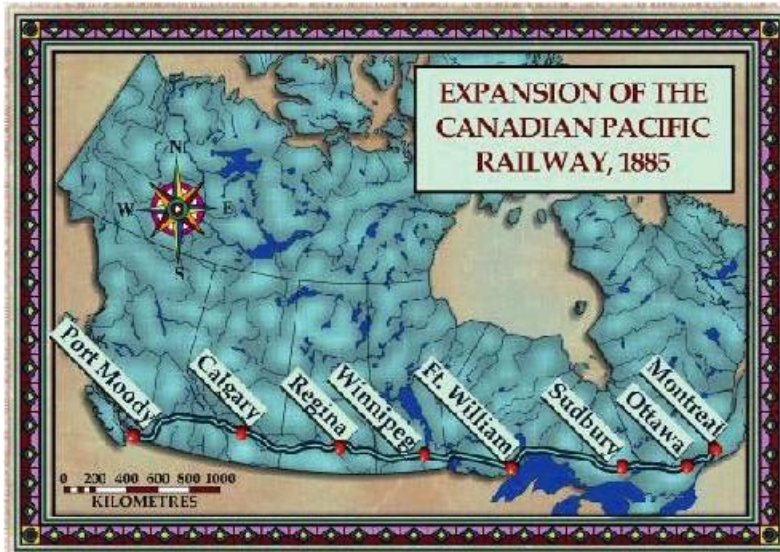 EXPANSION OF THE
CANADIAN PACIFIC
RAILWAY, 1885
N
W E
S
Port Moody
Calgary
Regina
Winnipeg
Ft. William
Sudbury
Ottawa
Montreal
0 200 400 600 800 1000
KILOMETRES